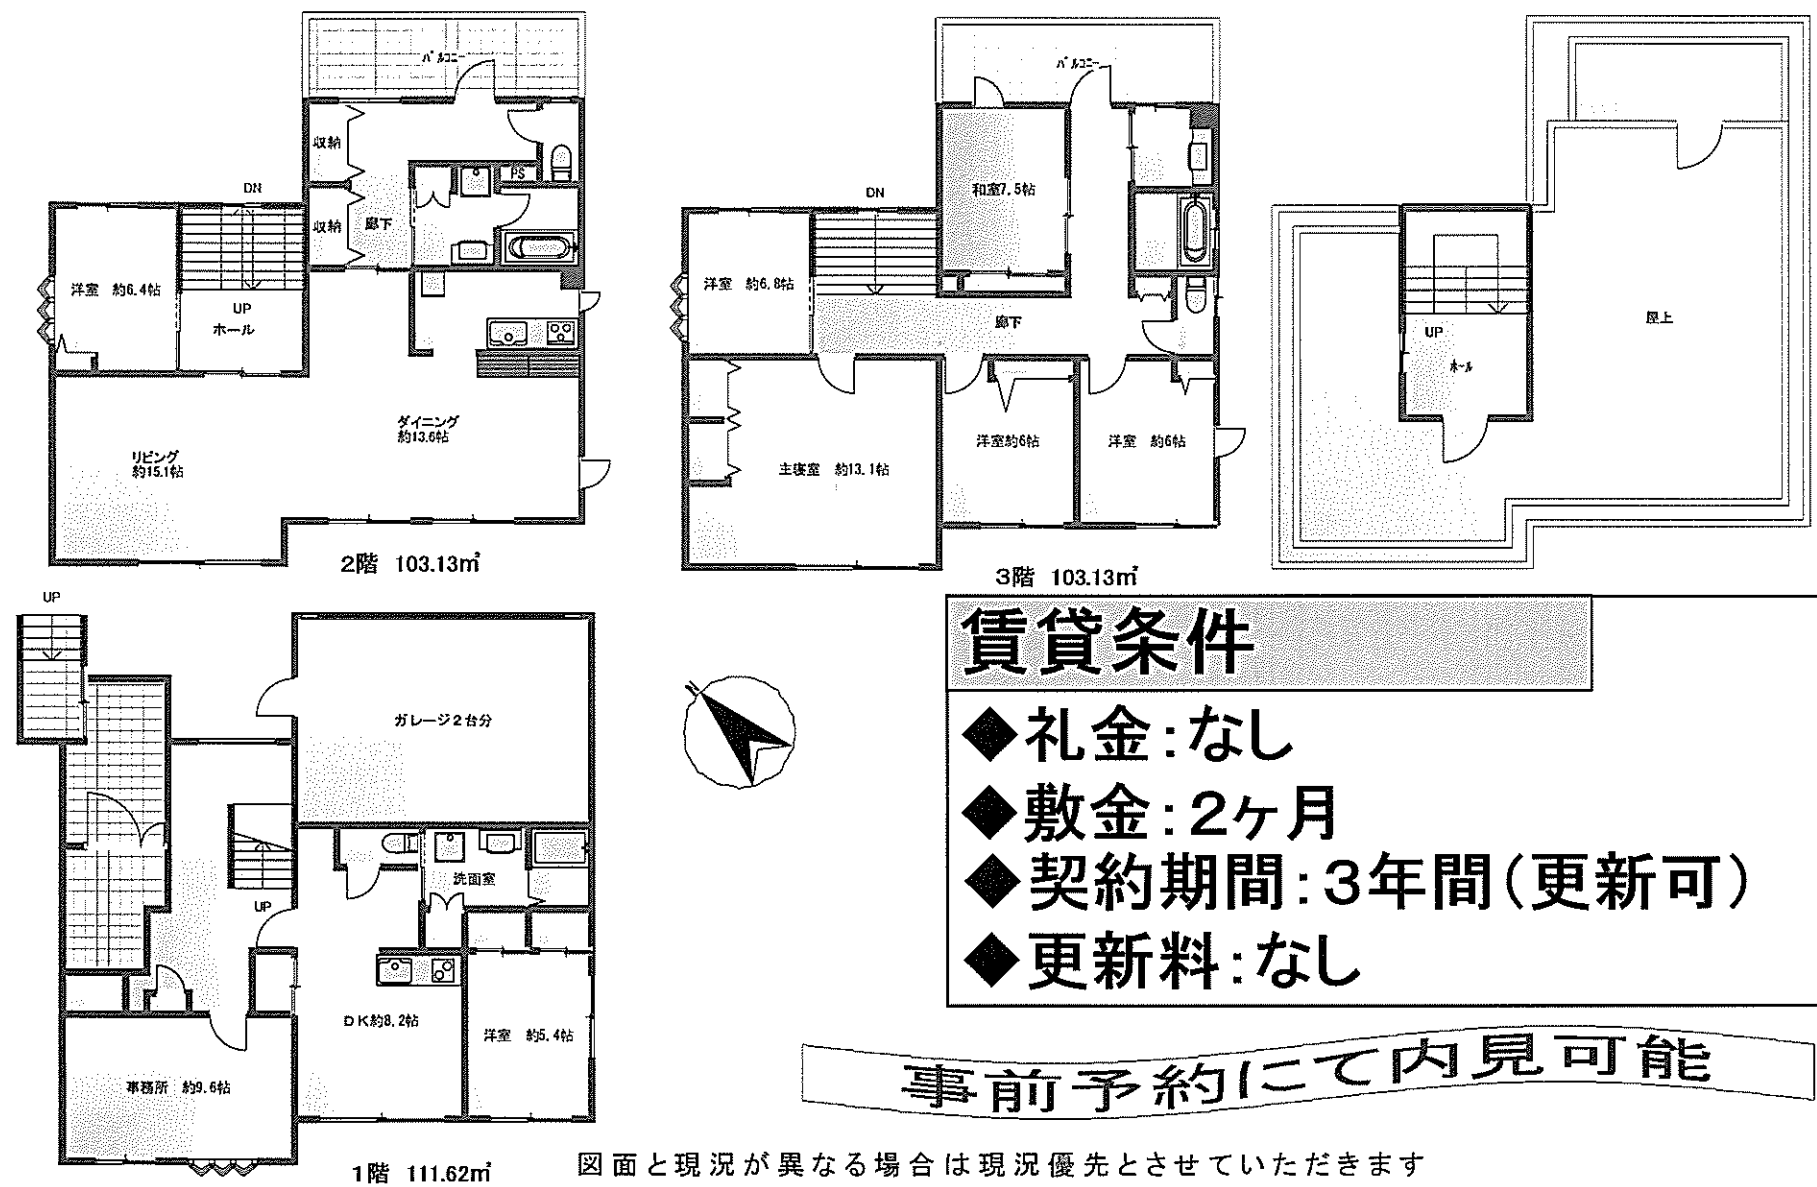 バルコニー
収納
PS
DN
収納
廊下
洋室 約6.4帖
UP
ホール
ダイニング
約13.6帖
リビング
約15.1帖
2階 103.13㎡
バルコニー
和室7.5帖
DN
洋室 約6.8帖
廊下
主寝室 約13.1帖
洋室約6帖
洋室 約6帖
3階 103.13㎡
屋上
UP
ホール
UP
ガレージ2台分
洗面室
UP
DK約8.2帖
洋室 約5.4帖
事務所 約9.6帖
1階 111.62㎡
N
賃貸条件
◆礼金:なし
◆敷金:2ヶ月
◆契約期間:3年間(更新可)
◆更新料:なし
事前予約にて内見可能
図面と現況が異なる場合は現況優先とさせていただきます